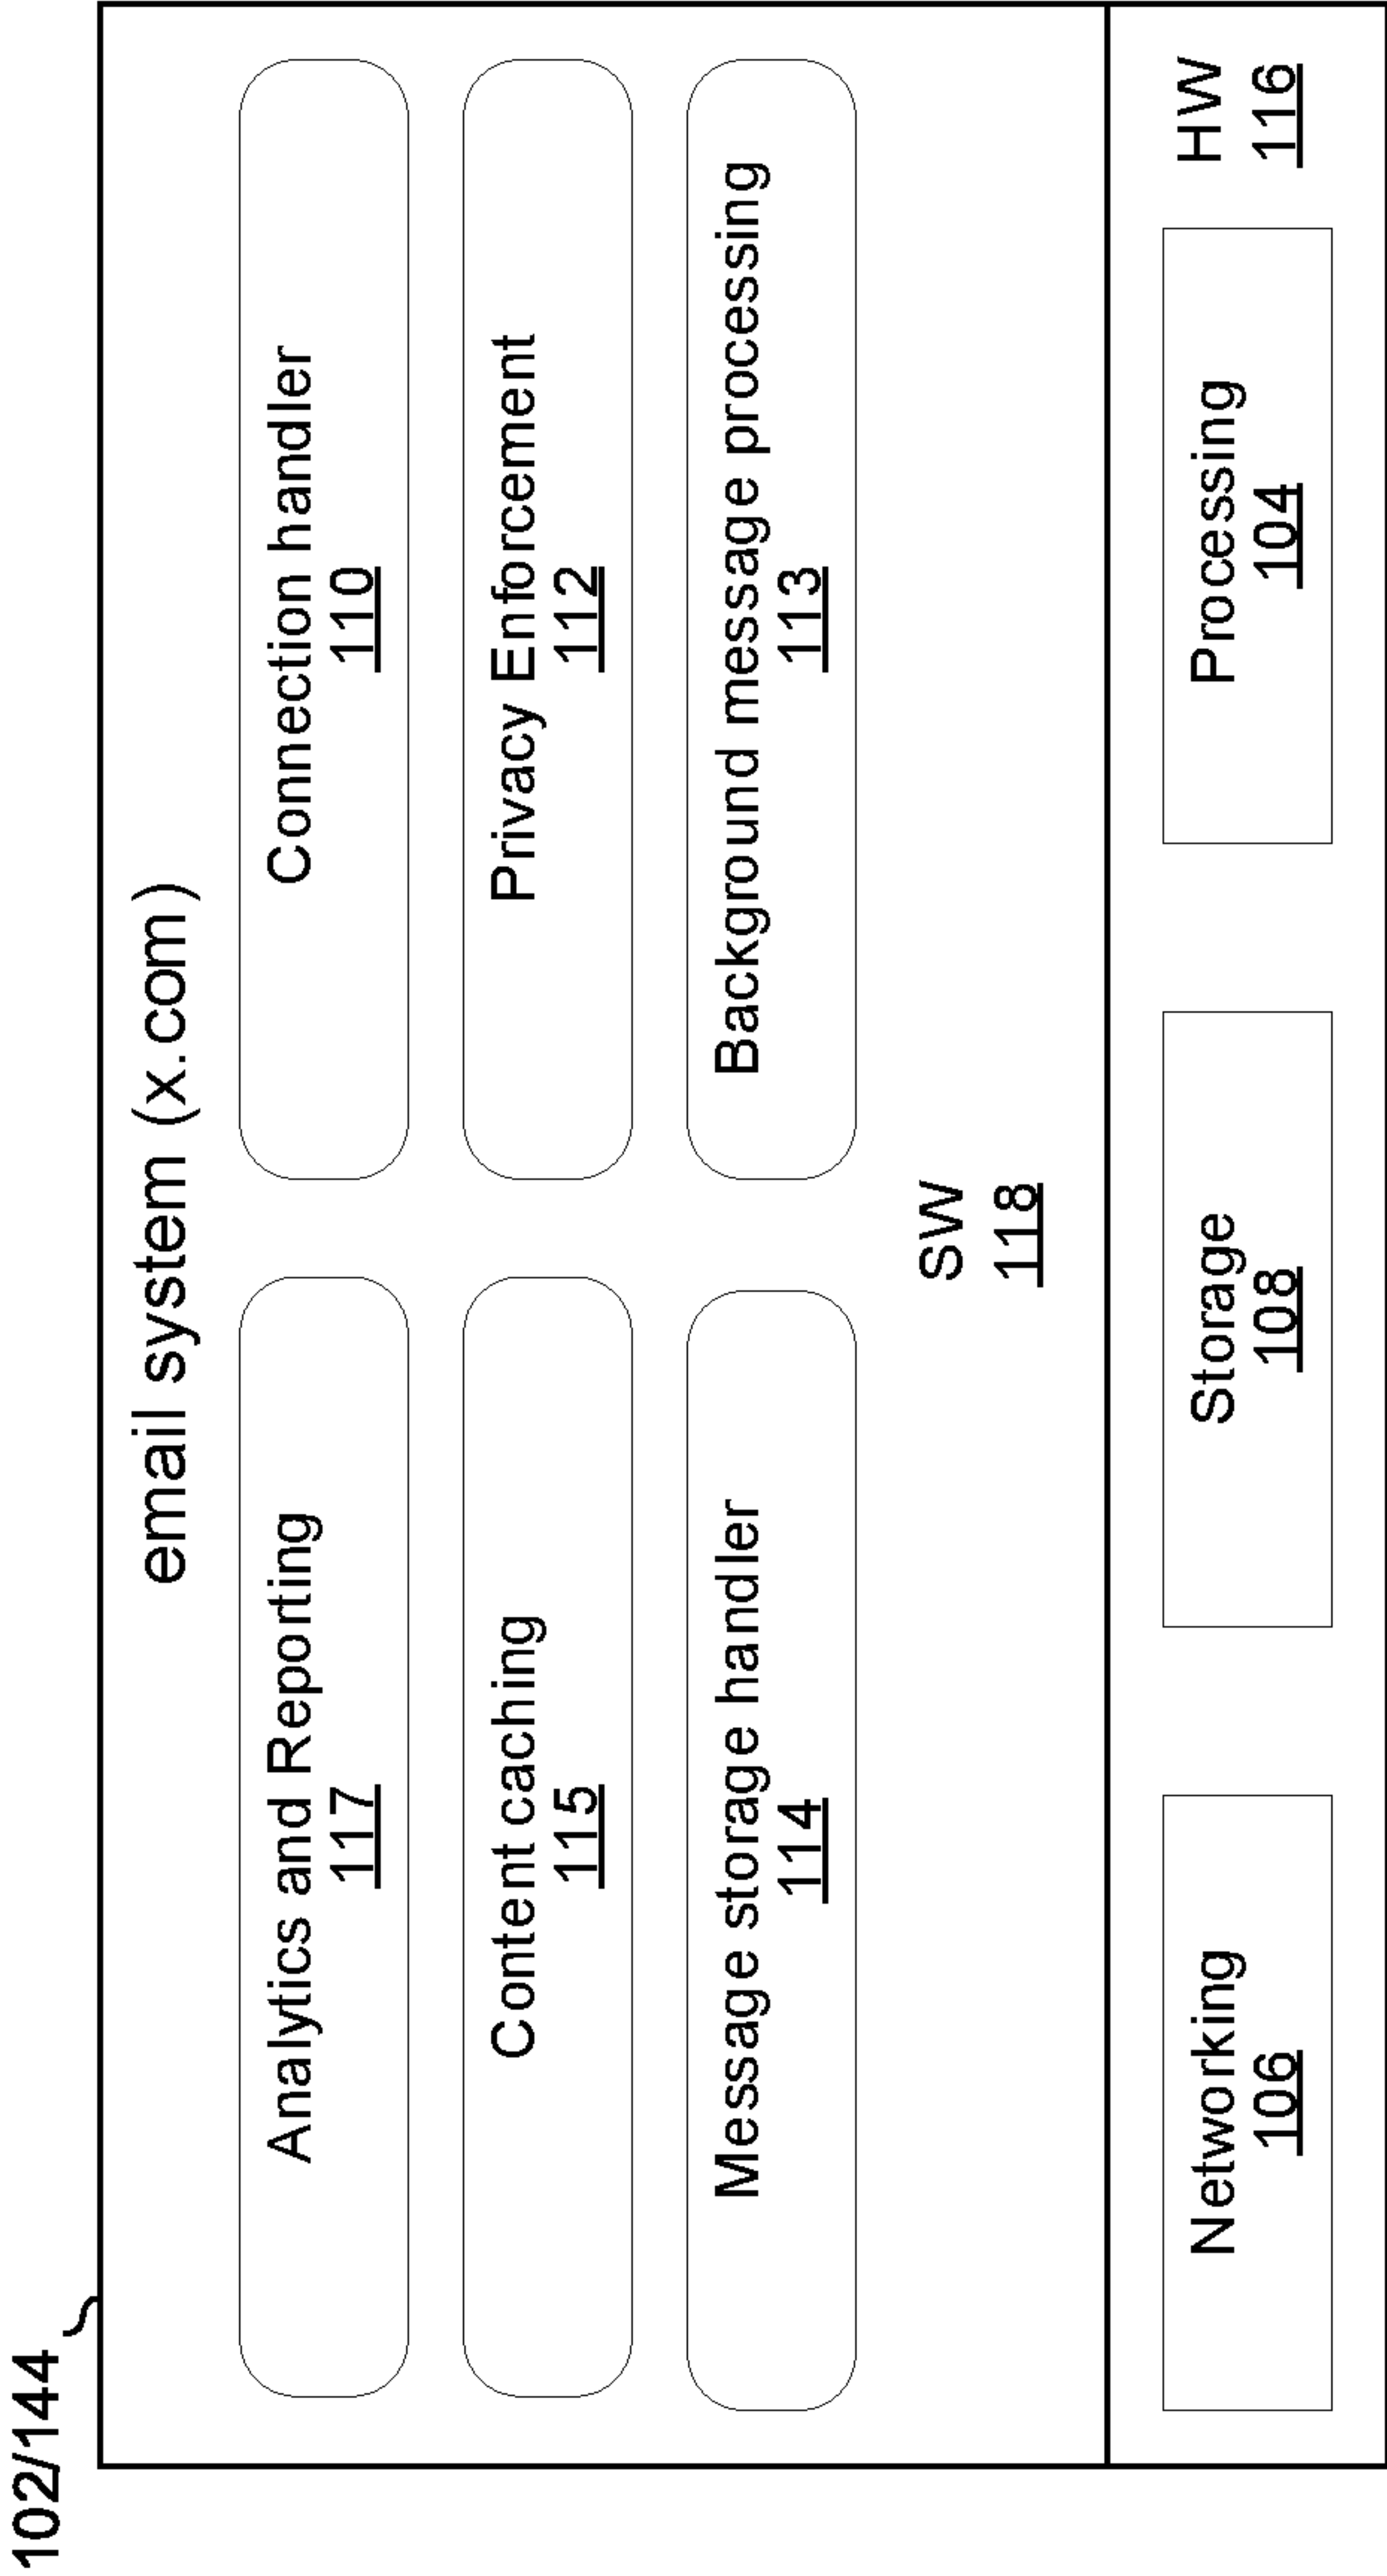 102/144
email system (x.com)
Analytics and Reporting
117
Connection handler
110
Content caching
115
Privacy Enforcement
112
Message storage handler
114
Background message processing
113
SW
118
Networking
106
Storage
108
Processing
104
HW
116